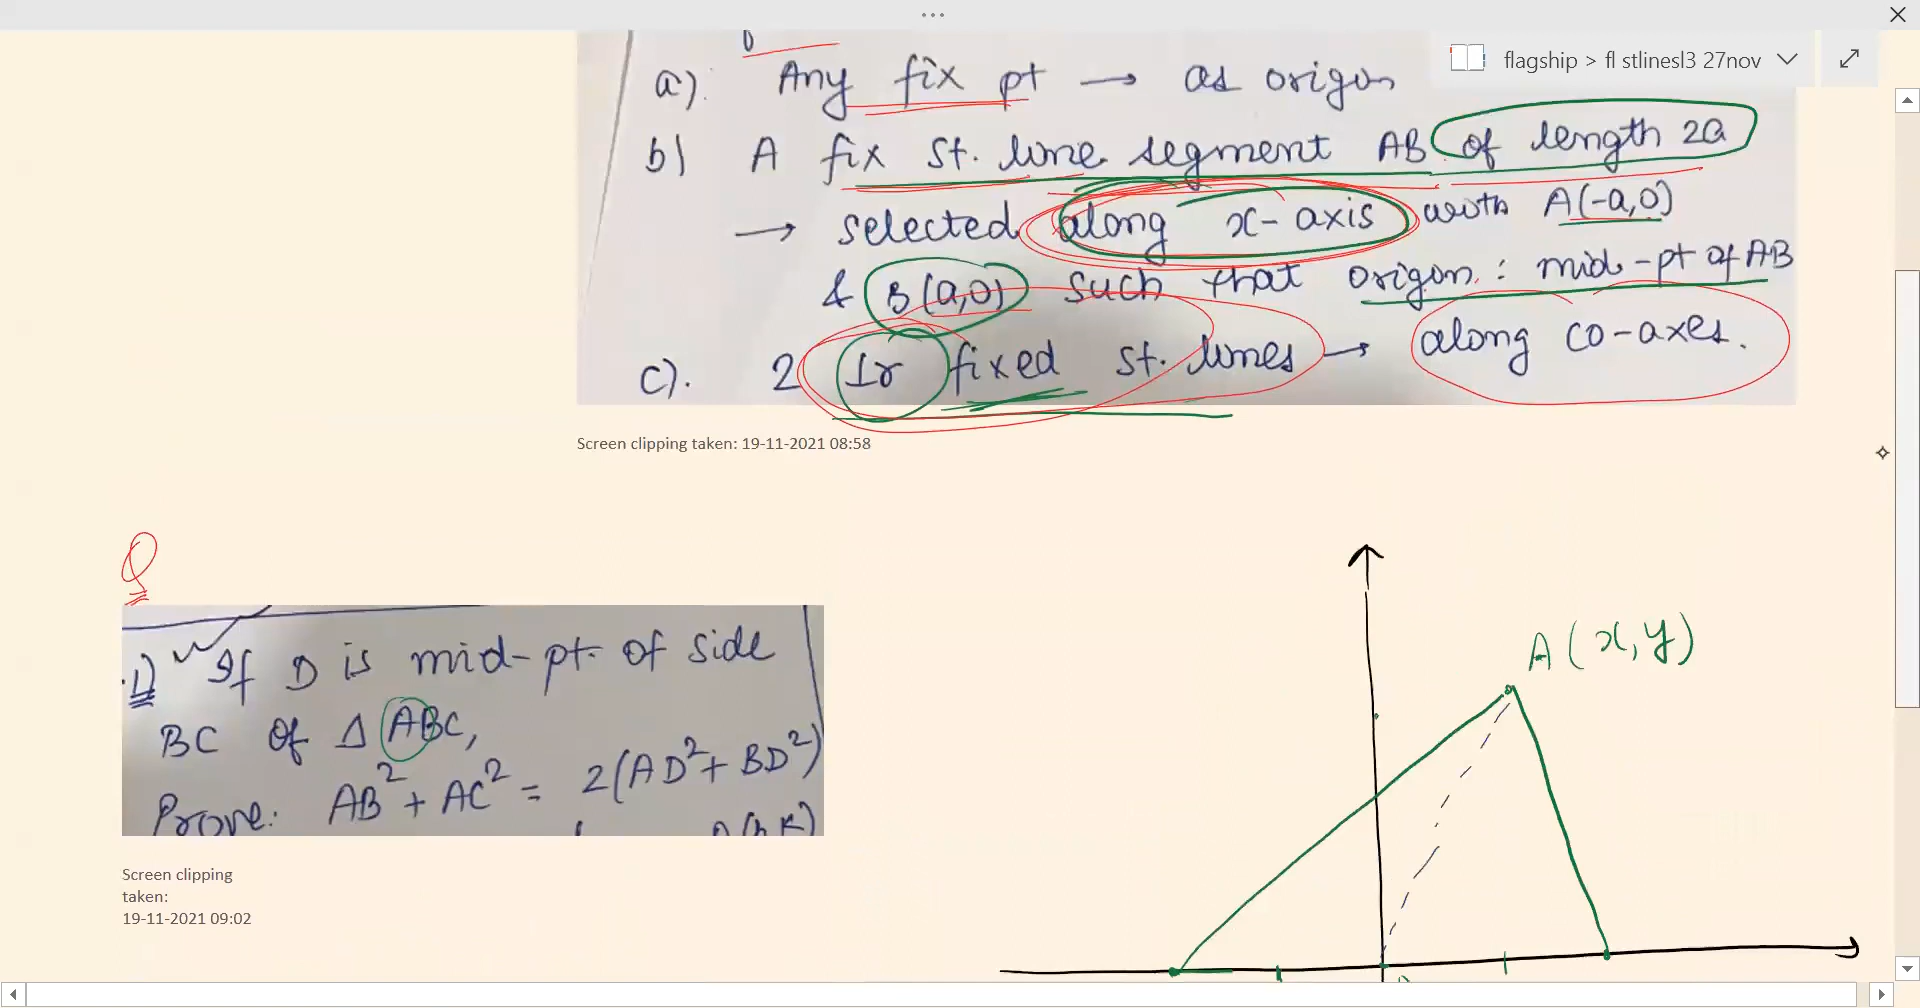 flagship > fl stlinesl3 27nov
a). Any fix pt → as origin
b) A fix st. line segment AB of length 2a
→ selected along x-axis with A(-a,0)
& B(a,0) such that origin : mid-pt of AB
c). 2 ⊥r fixed st. lines → along co-axes.
Screen clipping taken: 19-11-2021 08:58
Q
1) If D is mid-pt of side
BC of Δ ABC,
Prove: AB²+ AC² = 2(AD²+ BD²)
A(x,y)
Screen clipping
taken:
19-11-2021 09:02